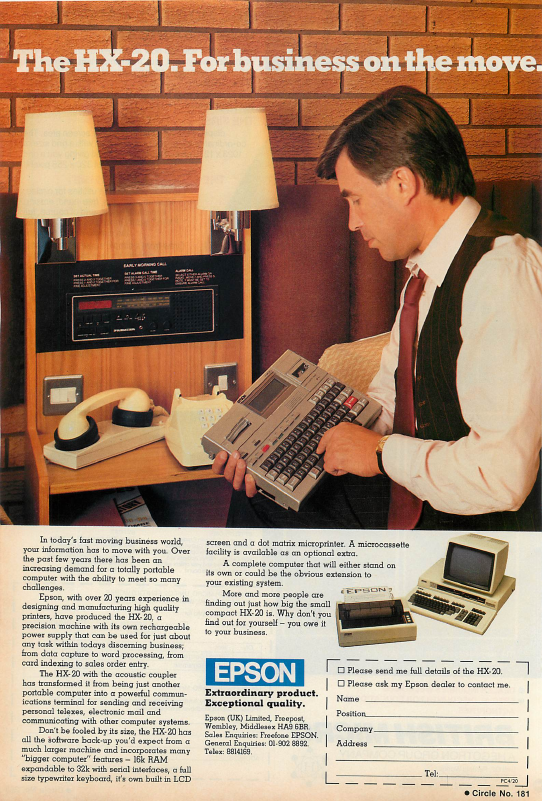 The HX-20. For business on the move.
EARLY MORNING CALL
SET ACTUAL TIME
SET ALARM CALL TIME
ALARM CALL
In today's fast moving business world,
your information has to move with you. Over
the past few years there has been an
increasing demand for a totally portable
computer with the ability to meet so many
challenges.
Epson, with over 20 years experience in
designing and manufacturing high quality
printers, have produced the HX-20, a
precision machine with its own rechargeable
power supply that can be used for just about
any task within todays discerning business;
from data capture to word processing, from
card indexing to sales order entry.
The HX-20 with the acoustic coupler
has transformed it from being just another
portable computer into a powerful commun-
ications terminal for sending and receiving
personal telexes, electronic mail and
communicating with other computer systems.
Don't be fooled by its size, the HX-20 has
all the software back-up you'd expect from a
much larger machine and incorporates many
"bigger computer" features – 16k RAM
expandable to 32k with serial interfaces, a full
size typewriter keyboard, it's own built in LCD
screen and a dot matrix microprinter. A microcassette
facility is available as an optional extra.
A complete computer that will either stand on
its own or could be the obvious extension to
your existing system.
More and more people are
finding out just how big the small
compact HX-20 is. Why don't you
find out for yourself – you owe it
to your business.
EPSON
EPSON
Extraordinary product.
Exceptional quality.
Epson (UK) Limited, Freepost,
Wembley, Middlesex HA9 6BR.
Sales Enquiries: Freefone EPSON.
General Enquiries: 01-902 8892.
Telex: 8814169.
☐ Please send me full details of the HX-20.
☐ Please ask my Epson dealer to contact me.
Name
Position
Company
Address
Tel:
PC4/20
● Circle No. 181